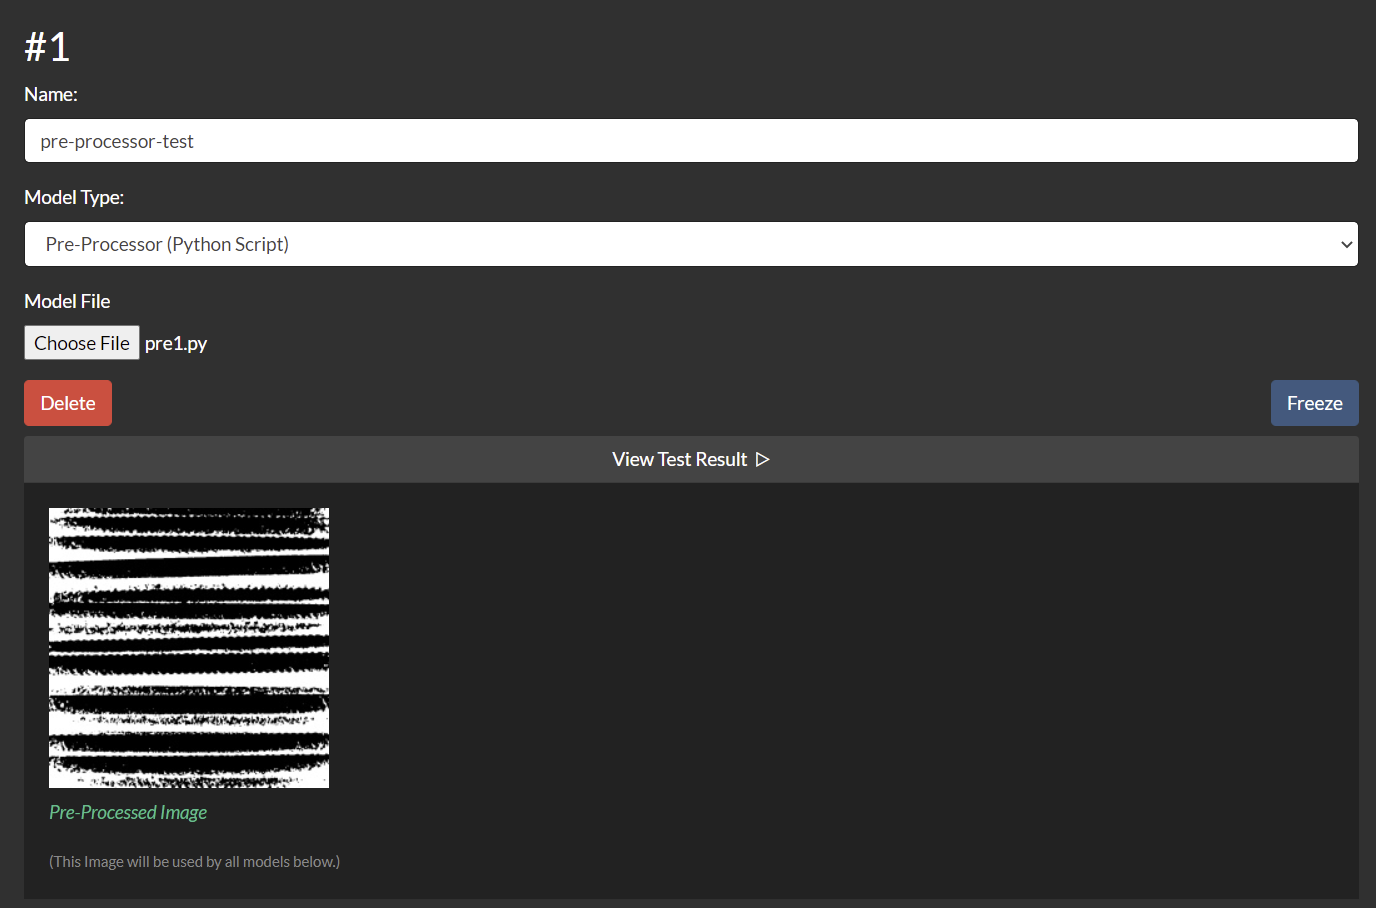 #1
Name:
pre-processor-test
Model Type:
Pre-Processor (Python Script)
Model File
Choose File pre1.py
Delete Freeze
View Test Result
Pre-Processed Image
(This Image will be used by all models below.)